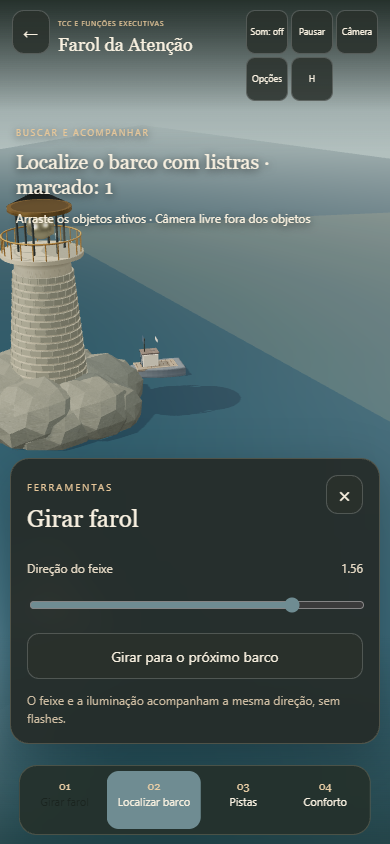 ←
TCC E FUNÇÕES EXECUTIVAS
Farol da Atenção
Som: off
Pausar
Câmera
Opções
H
BUSCAR E ACOMPANHAR
Localize o barco com listras ·
marcado: 1
Arraste os objetos ativos · Câmera livre fora dos objetos
FERRAMENTAS
×
Girar farol
Direção do feixe
1.56
Girar para o próximo barco
O feixe e a iluminação acompanham a mesma direção, sem
flashes.
01
Girar farol
02
Localizar barco
03
Pistas
04
Conforto